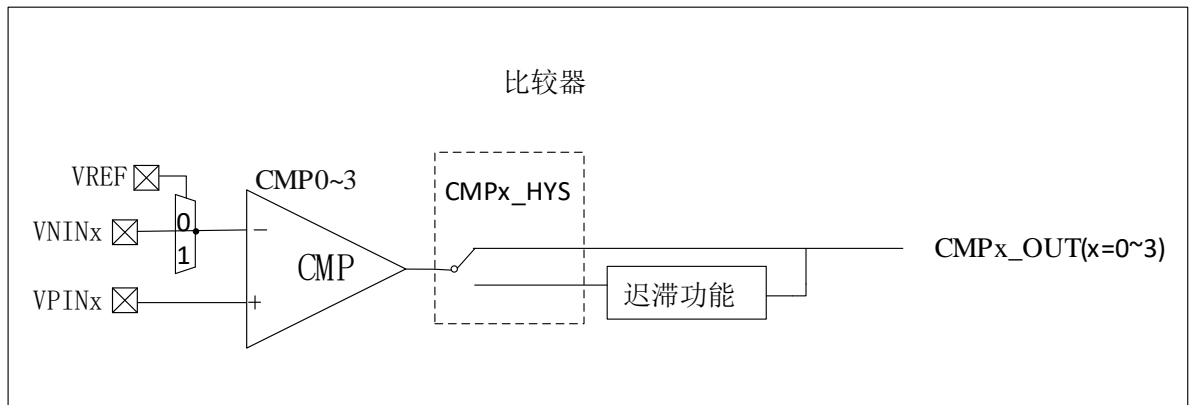 比较器
VREF
CMP0~3
CMPx_HYS
VNINx
0
1
-
CMP
CMPx_OUT(x=0~3)
VPINx
+
迟滞功能